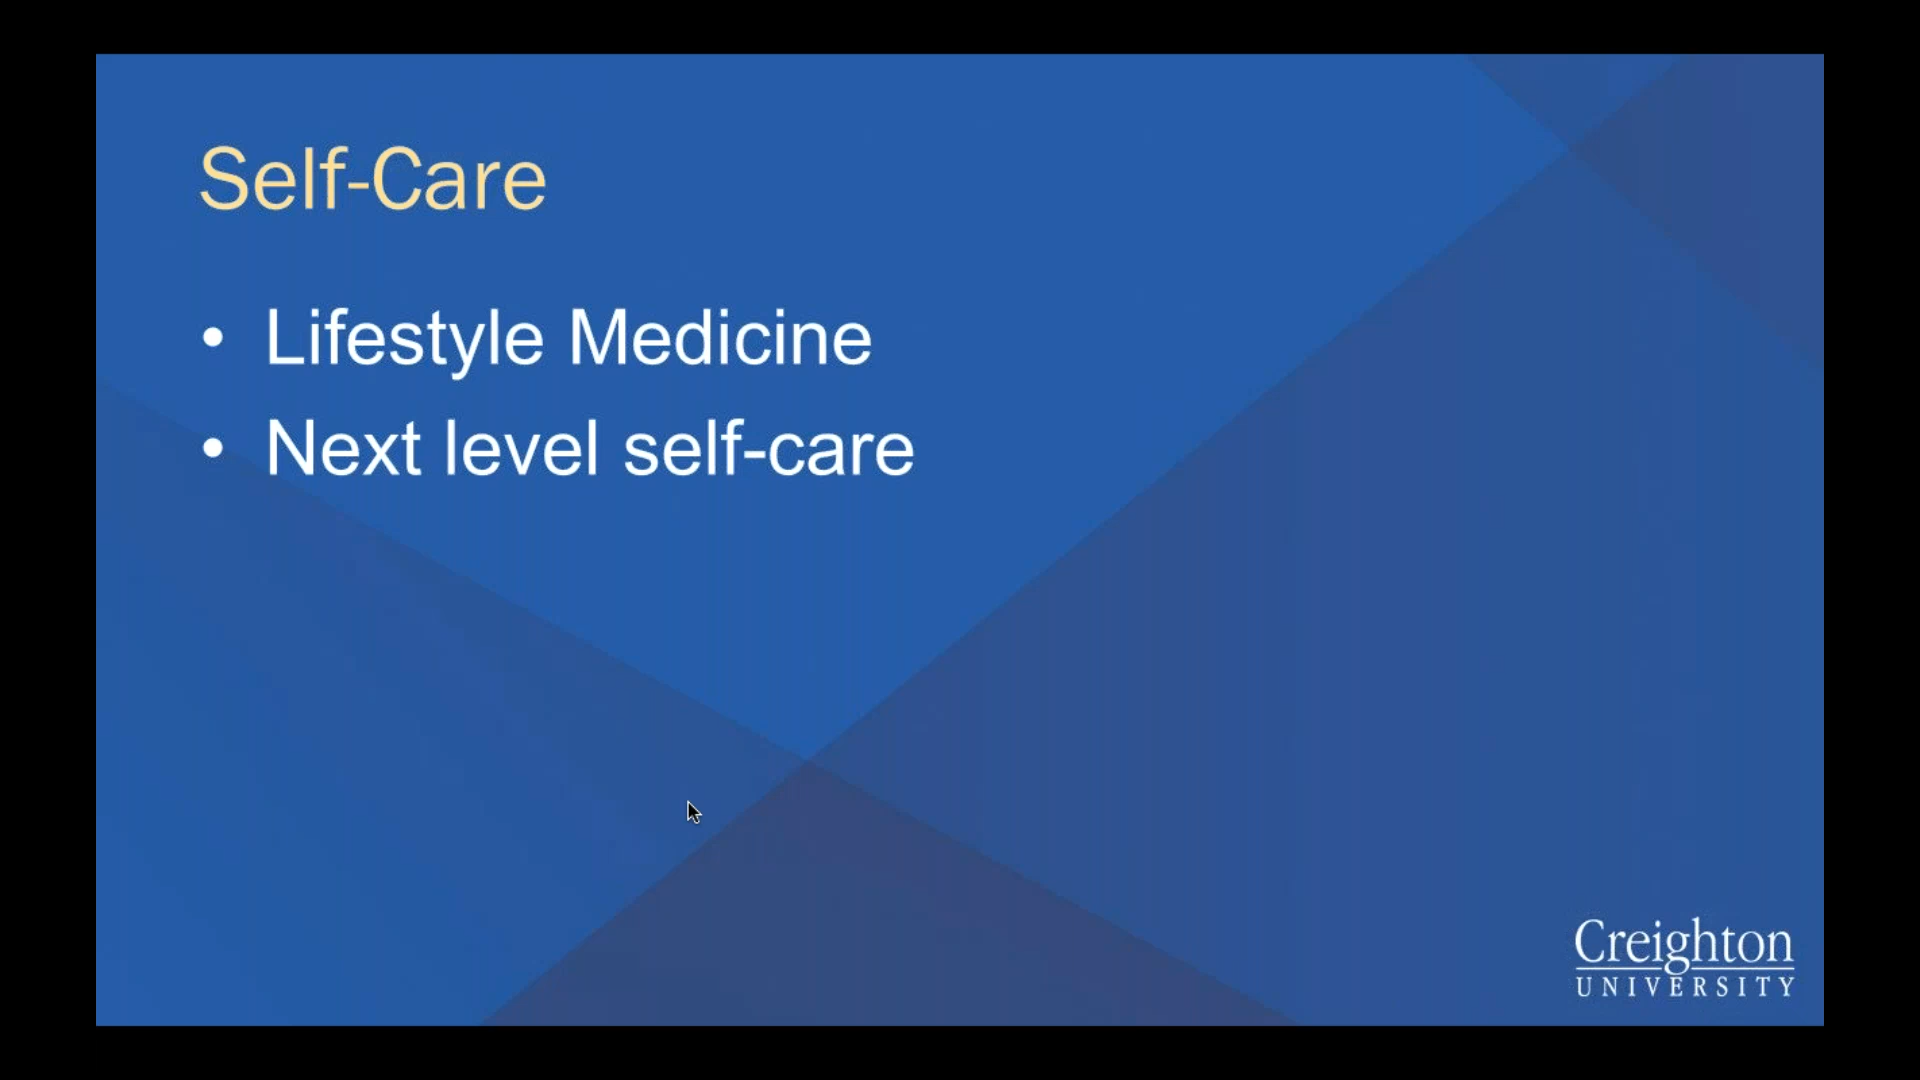 Self-Care
• Lifestyle Medicine
• Next level self-care
Creighton
UNIVERSITY